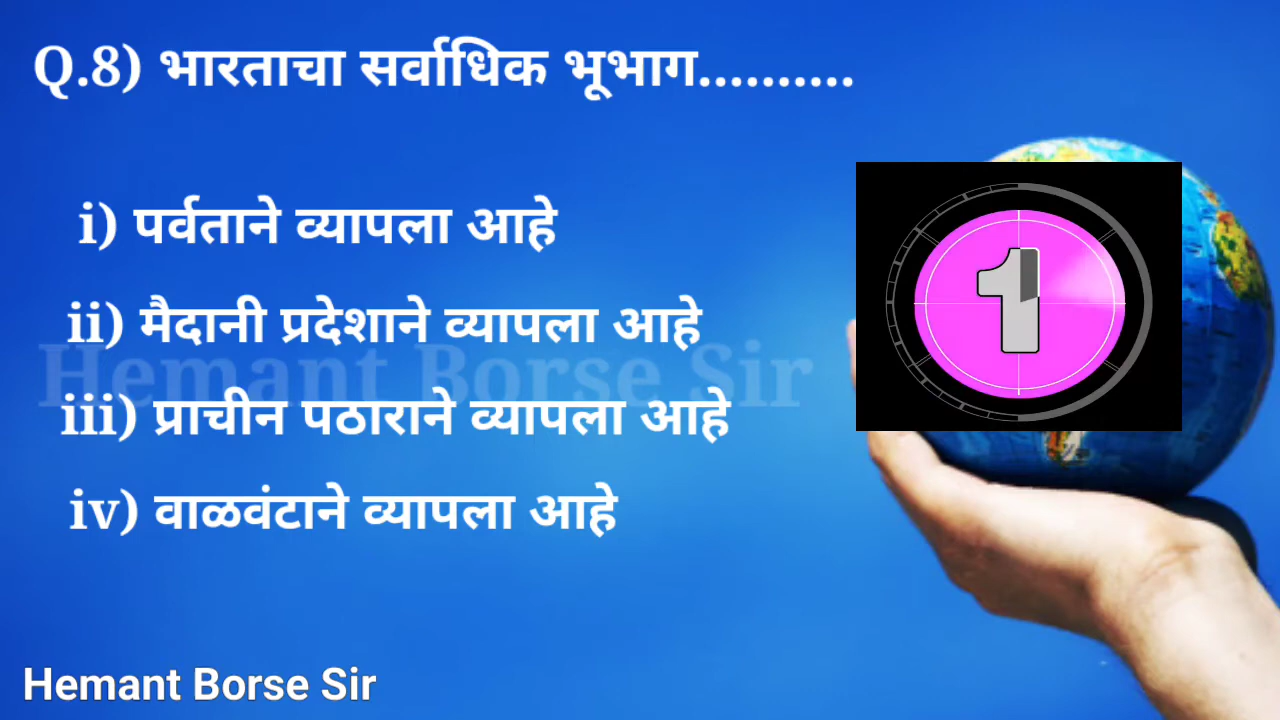 Q.8) भारताचा सर्वाधिक भूभाग..........
i) पर्वताने व्यापला आहे
ii) मैदानी प्रदेशाने व्यापला आहे
Hemant Borse Sir
iii) प्राचीन पठाराने व्यापला आहे
iv) वाळवंटाने व्यापला आहे
1
Hemant Borse Sir